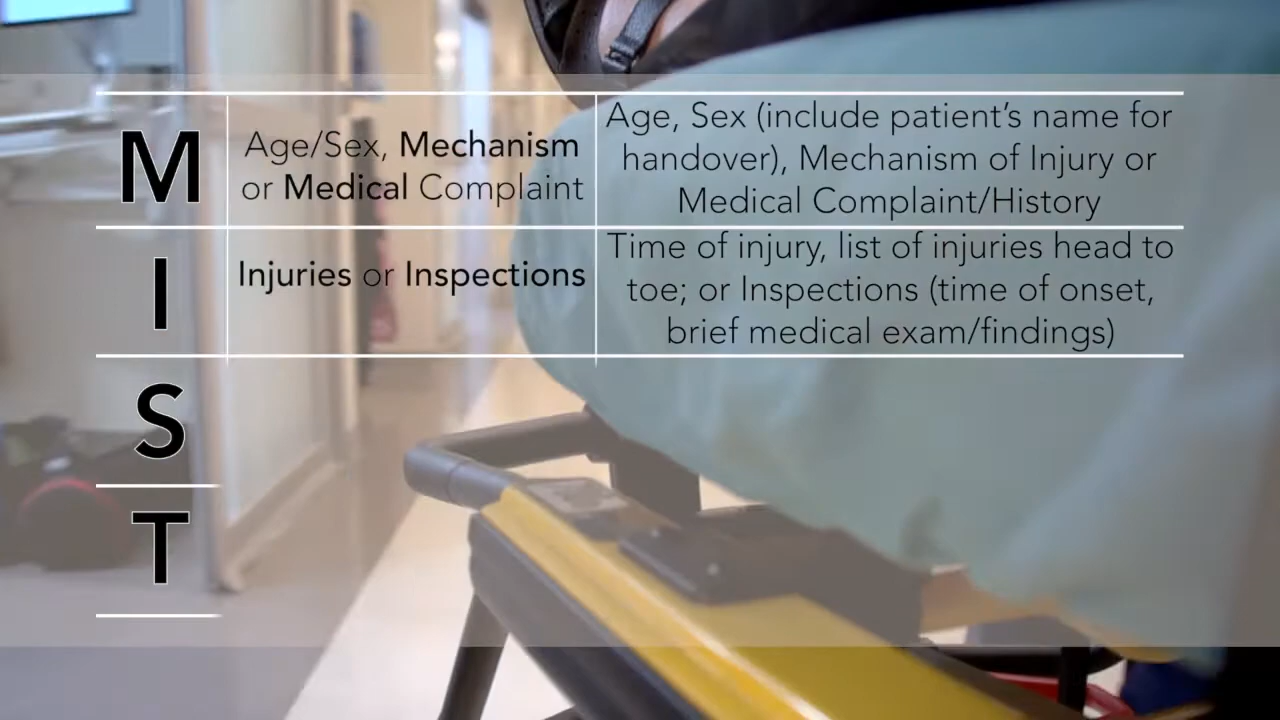 M
Age/Sex, Mechanism
or Medical Complaint
Age, Sex (include patient’s name for
handover), Mechanism of Injury or
Medical Complaint/History
I
Injuries or Inspections
Time of injury, list of injuries head to
toe; or Inspections (time of onset,
brief medical exam/findings)
S
T